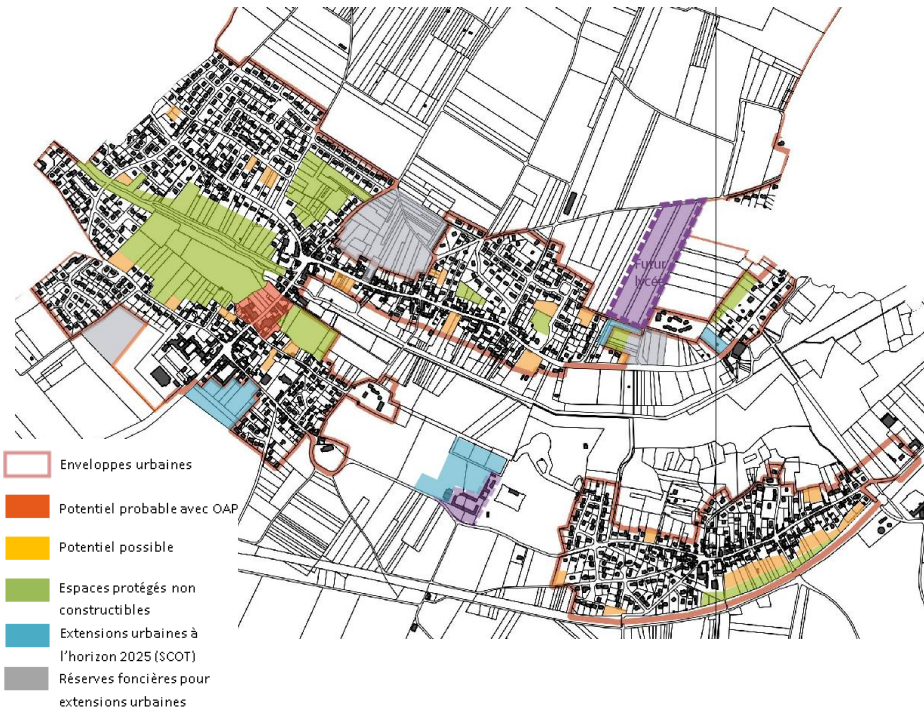 Futur
lycée
Enveloppes urbaines
Potentiel probable avec OAP
Potentiel possible
Espaces protégés non
constructibles
Extensions urbaines à
l'horizon 2025 (SCOT)
Réserves foncières pour
extensions urbaines